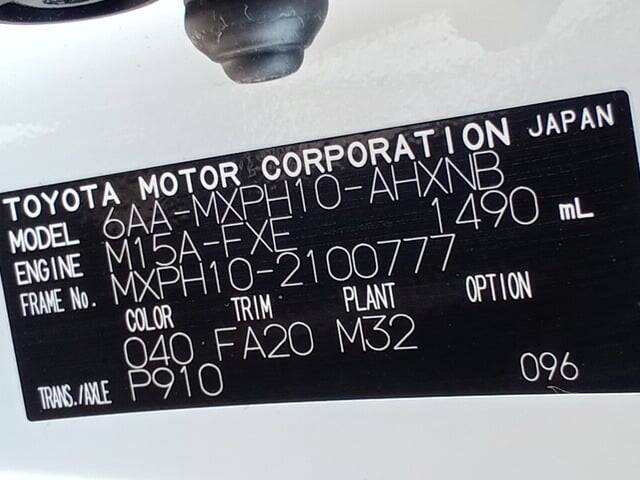 TOYOTA MOTOR CORPORATION JAPAN
MODEL 6AA-MXPH10-AHXNB
ENGINE M15A-FXE 1490 mL
FRAME No. MXPH10-2100777
COLOR TRIM PLANT OPTION
040 FA20 M32
TRANS./AXLE P910 096